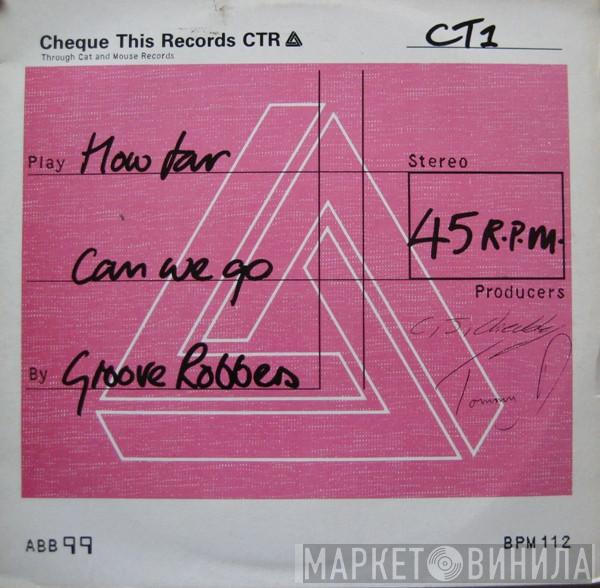 Cheque This Records CTR
CT1
Through Cat and Mouse Records
Play How far
Stereo
Can we go
45 R.P.M.
Producers
C.J.
By Groove Robbers
Tommy D
ABB 99
BPM 112
МАРКЕТ ВИНИЛА